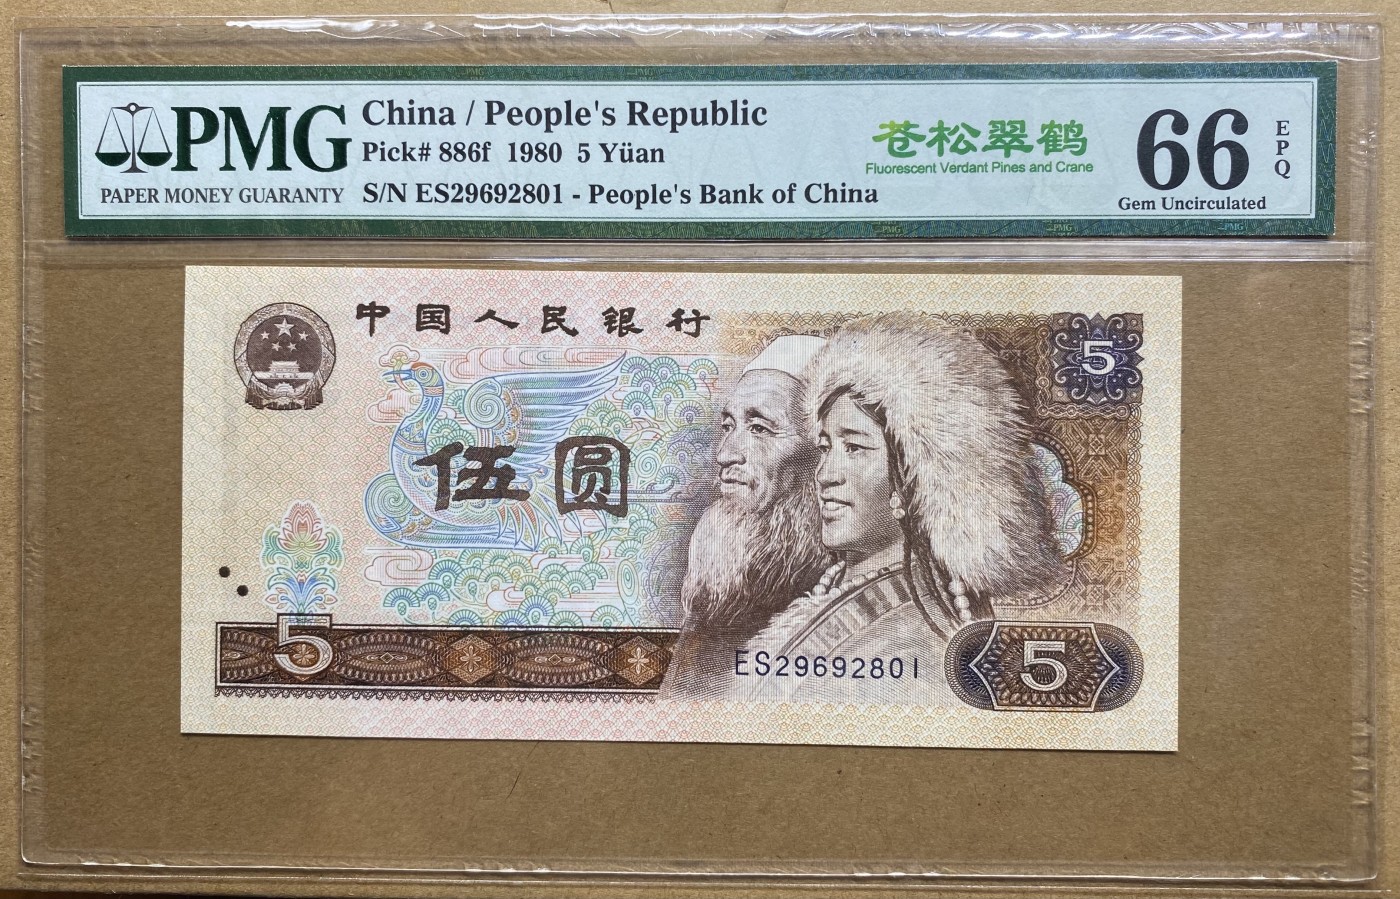 PMG
PAPER MONEY GUARANTY
China / People's Republic
Pick# 886f 1980 5 Yüan
S/N ES29692801 - People's Bank of China
苍松翠鹤
Fluorescent Verdant Pines and Crane
66
EPQ
Gem Uncirculated
中国人民银行
5
伍圆
5
ES29692801
5